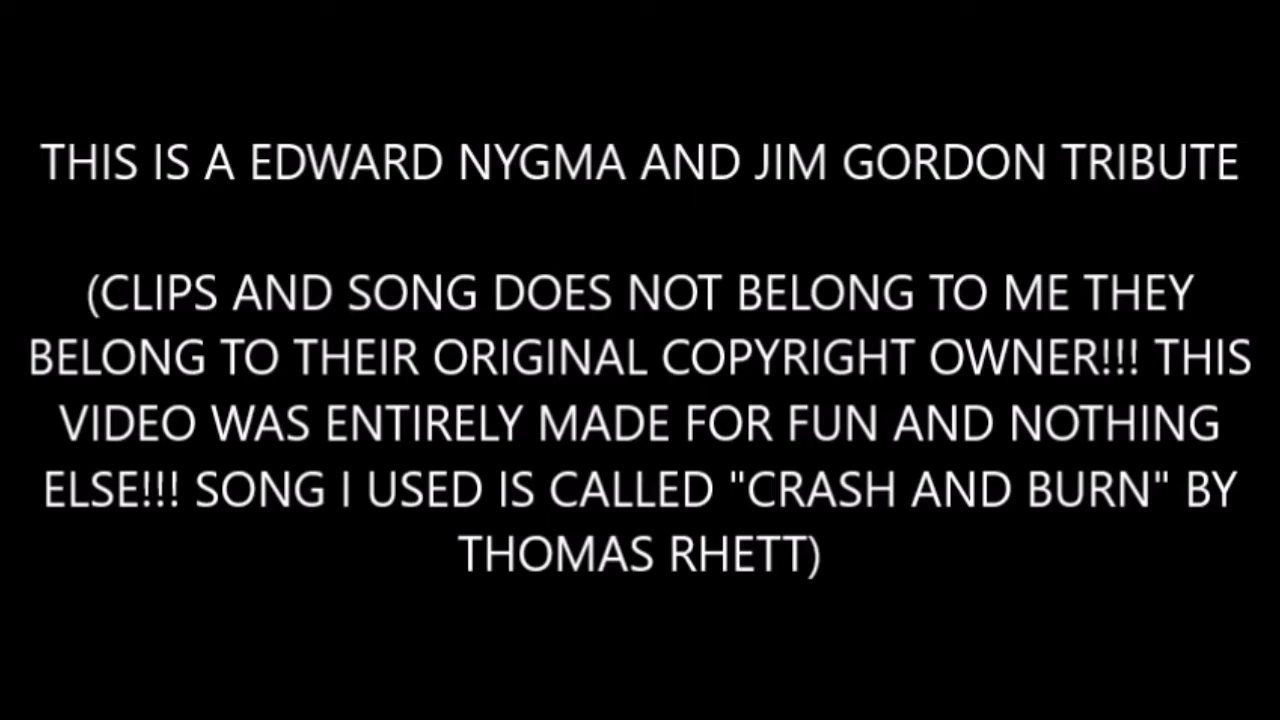 THIS IS A EDWARD NYGMA AND JIM GORDON TRIBUTE
(CLIPS AND SONG DOES NOT BELONG TO ME THEY
BELONG TO THEIR ORIGINAL COPYRIGHT OWNER!!! THIS
VIDEO WAS ENTIRELY MADE FOR FUN AND NOTHING
ELSE!!! SONG I USED IS CALLED "CRASH AND BURN" BY
THOMAS RHETT)